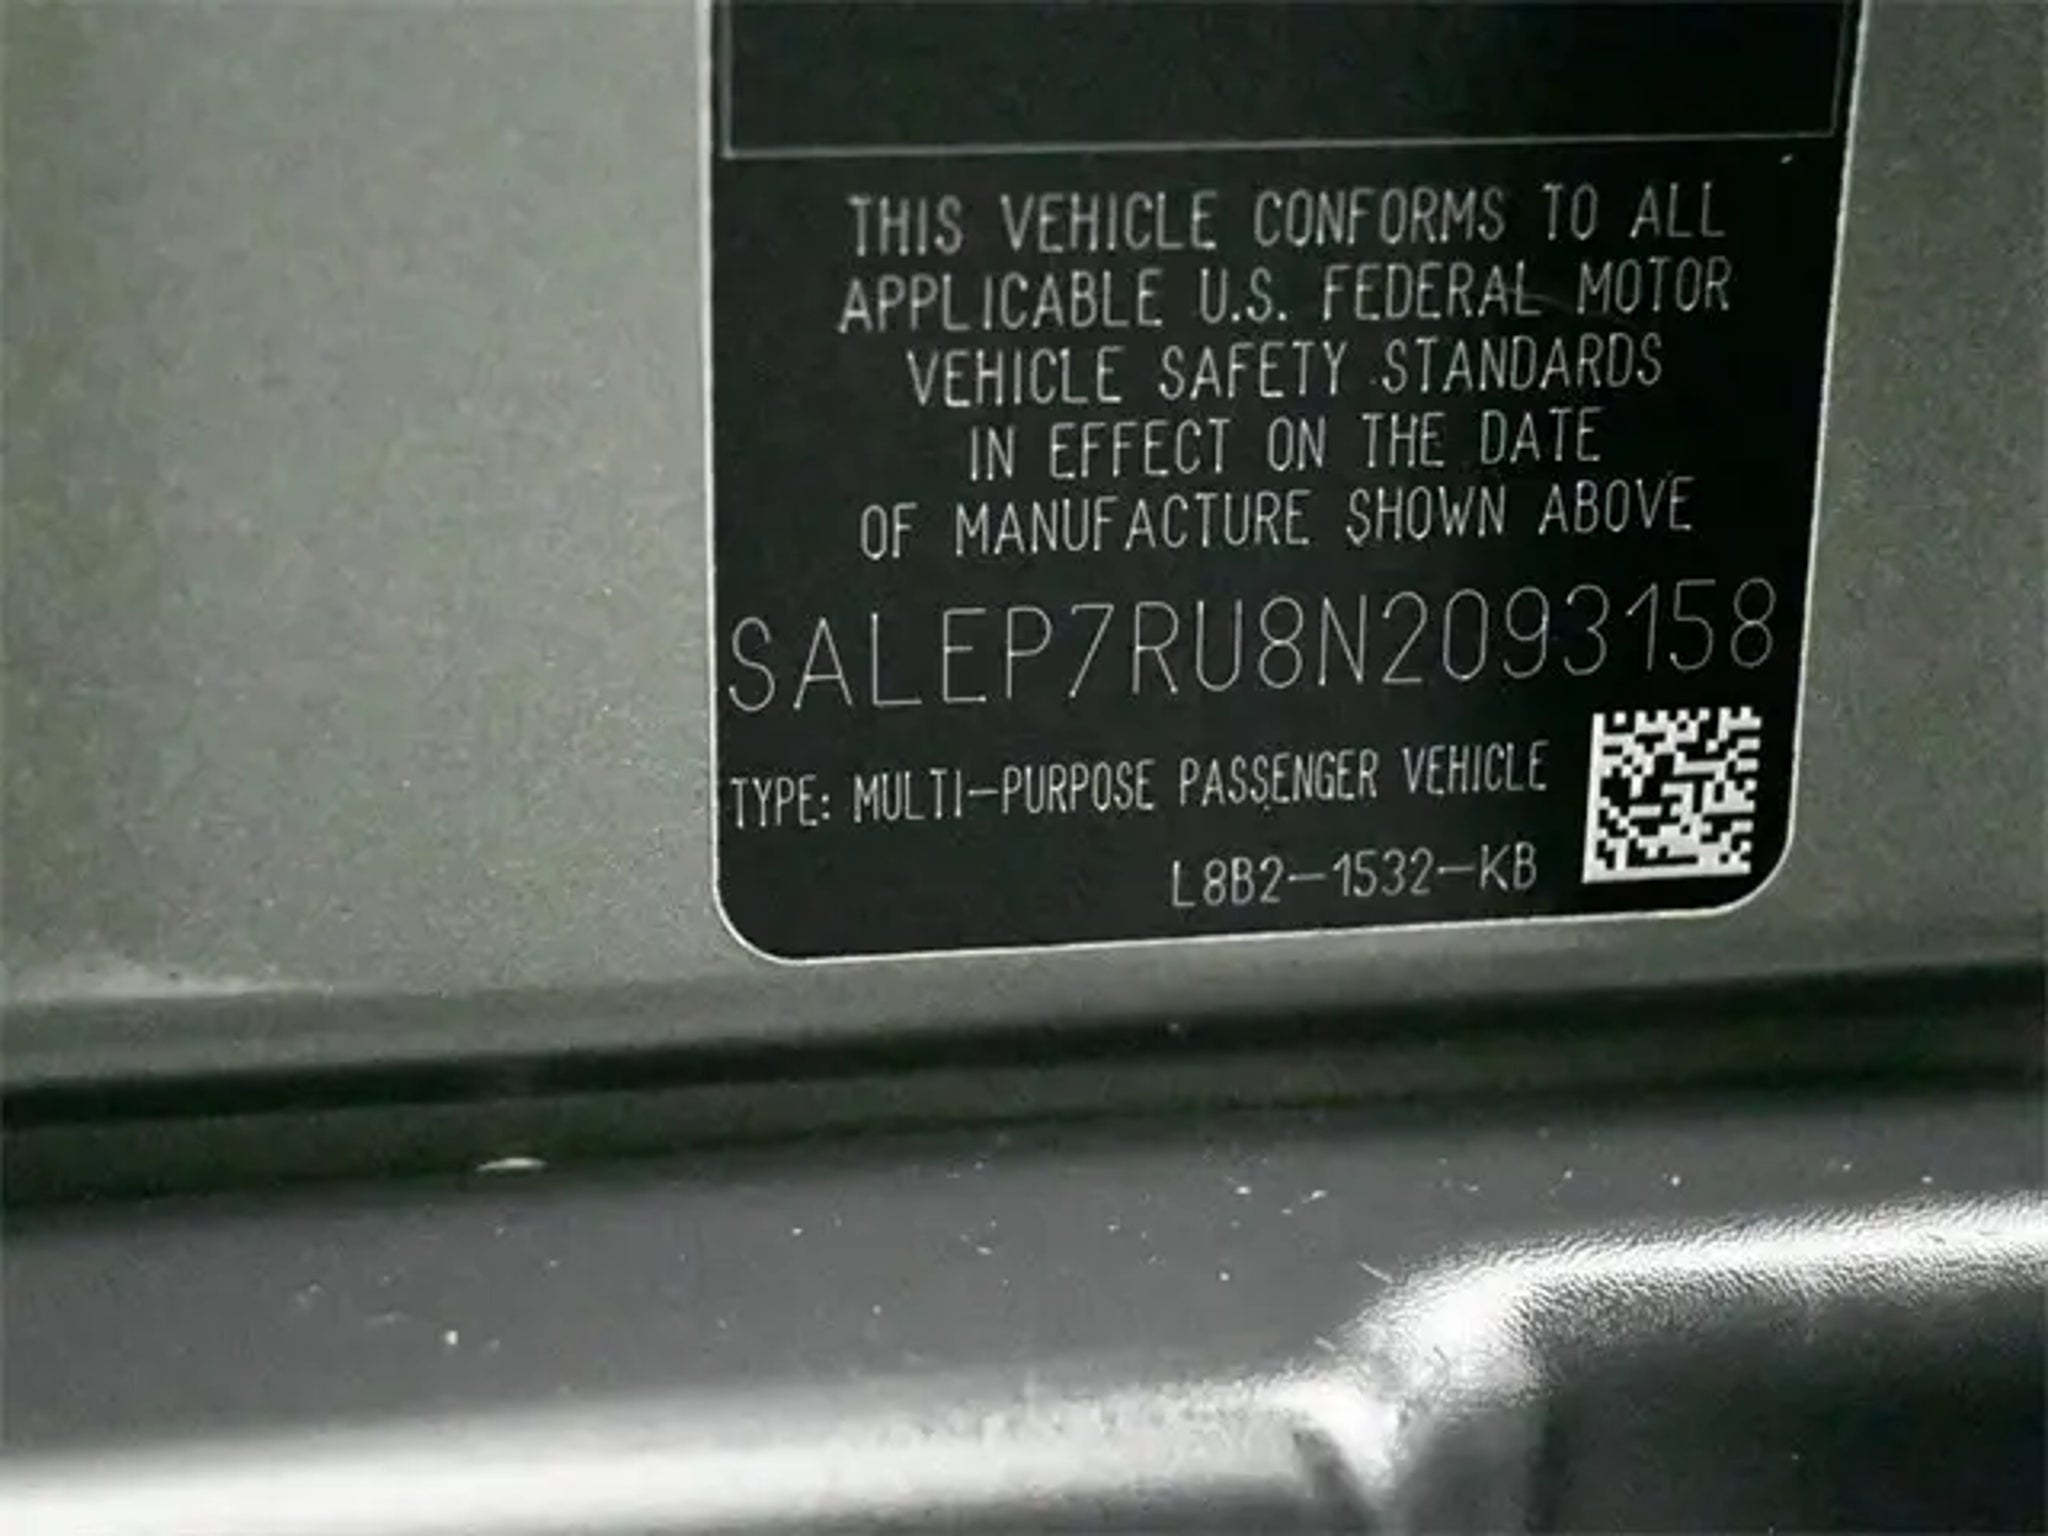 THIS VEHICLE CONFORMS TO ALL
APPLICABLE U.S. FEDERAL MOTOR
VEHICLE SAFETY STANDARDS
IN EFFECT ON THE DATE
OF MANUFACTURE SHOWN ABOVE
SALEP7RU8N2093158
TYPE: MULTI-PURPOSE PASSENGER VEHICLE
L8B2-1532-KB